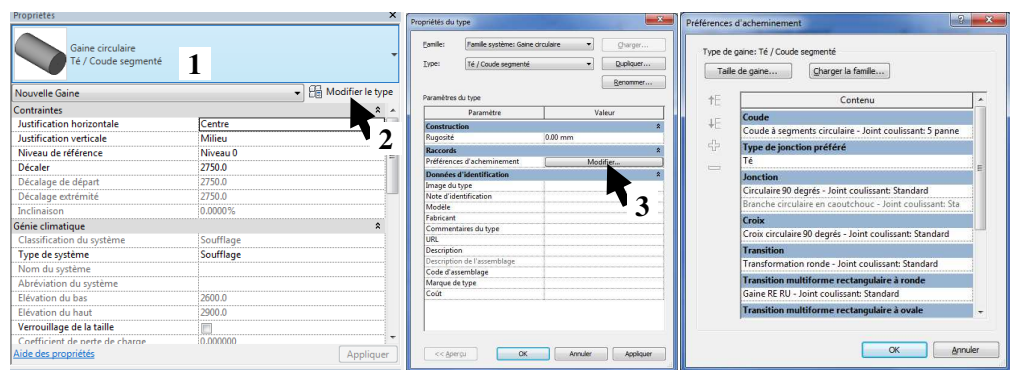 Propriétés
Gaine circulaire
Té / Coude segmenté
1
Nouvelle Gaine
Modifier le type
2
Contraintes
Justification horizontale Centre
Justification verticale Milieu
Niveau de référence Niveau 0
Décaler 2750.0
Décalage de départ 2750.0
Décalage extrémité 2750.0
Inclinaison 0.0000%
Génie climatique
Classification du système Soufflage
Type de système Soufflage
Nom du système
Abréviation du système
Elévation du bas 2600.0
Elévation du haut 2900.0
Verrouillage de la taille
Coefficient de perte de charge 0.000000
Aide des propriétés
Appliquer
Propriétés du type
Famille: Famille système: Gaine circulaire Charger...
Type: Té / Coude segmenté Dupliquer...
Renommer...
Paramètres du type
Paramètre Valeur
Construction
Rugosité 0.00 mm
Raccords
Préférences d'acheminement Modifier...
3
Données d'identification
Image du type
Note d'identification
Modèle
Fabricant
Commentaires du type
URL
Description
Description de l'assemblage
Code d'assemblage
Marque de type
Coût
<< Aperçu OK Annuler Appliquer
Préférences d'acheminement
Type de gaine: Té / Coude segmenté
Taille de gaine... Charger la famille...
Contenu
Coude
Coude à segments circulaire - Joint coulissant: 5 panne
Type de jonction préféré
Té
Jonction
Circulaire 90 degrés - Joint coulissant: Standard
Branche circulaire en caoutchouc - Joint coulissant: Sta
Croix
Croix circulaire 90 degrés - Joint coulissant: Standard
Transition
Transformation ronde - Joint coulissant: Standard
Transition multiforme rectangulaire à ronde
Gaine RE RU - Joint coulissant: Standard
Transition multiforme rectangulaire à ovale
OK Annuler